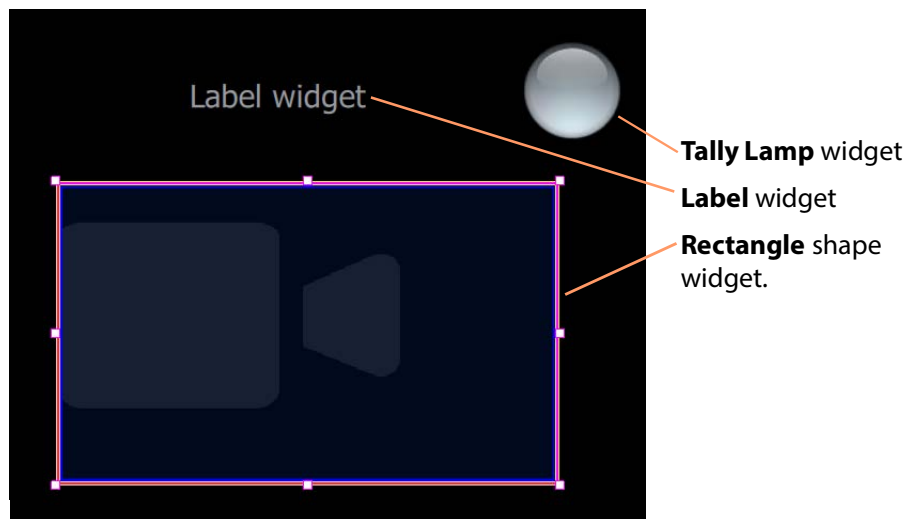 Label widget
Tally Lamp widget
Label widget
Rectangle shape
widget.